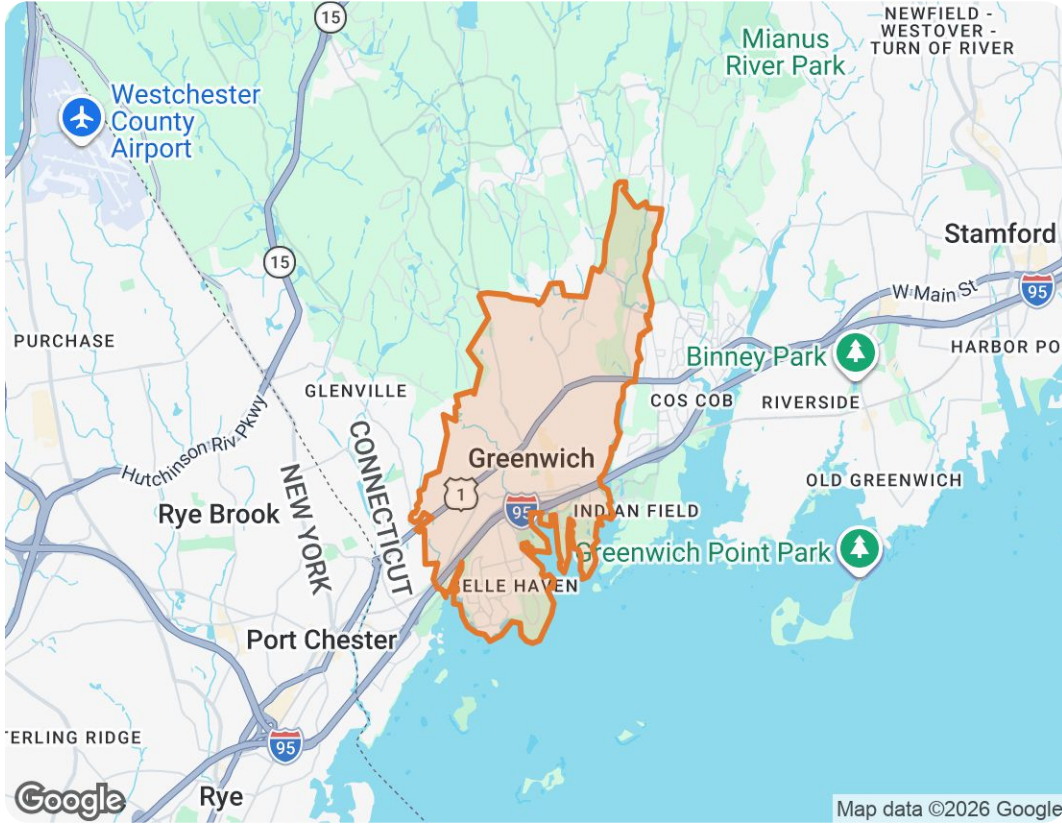 15
NEWFIELD -
WESTOVER -
TURN OF RIVER
Mianus
River Park
Westchester
County
Airport
Stamford
15
95
W Main St
PURCHASE
Binney Park
HARBOR PO
GLENVILLE
COS COB
RIVERSIDE
Hutchinson Riv Pkwy
CONNECTICUT
NEW YORK
Greenwich
OLD GREENWICH
1
95
INDIAN FIELD
Rye Brook
Greenwich Point Park
ELLE HAVEN
Port Chester
TERLING RIDGE
95
Rye
Google
Map data ©2026 Google